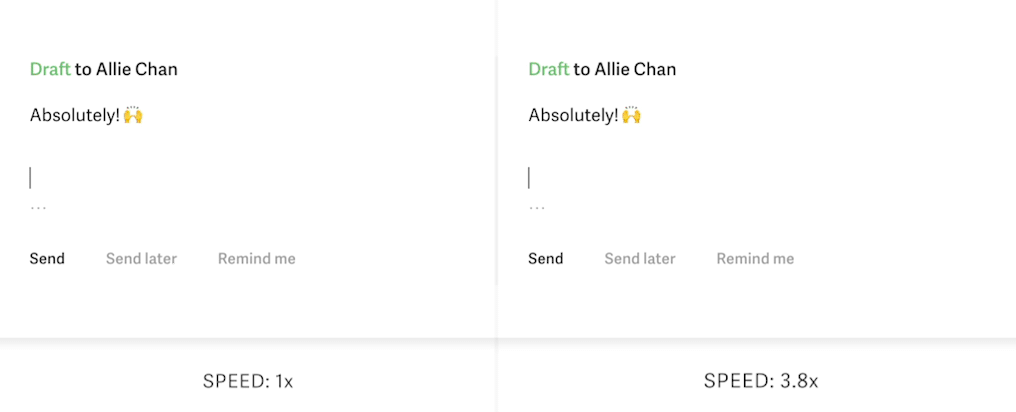 Draft to Allie Chan
Absolutely! 🙌
...
Send Send later Remind me
SPEED: 1x
Draft to Allie Chan
Absolutely! 🙌
...
Send Send later Remind me
SPEED: 3.8x